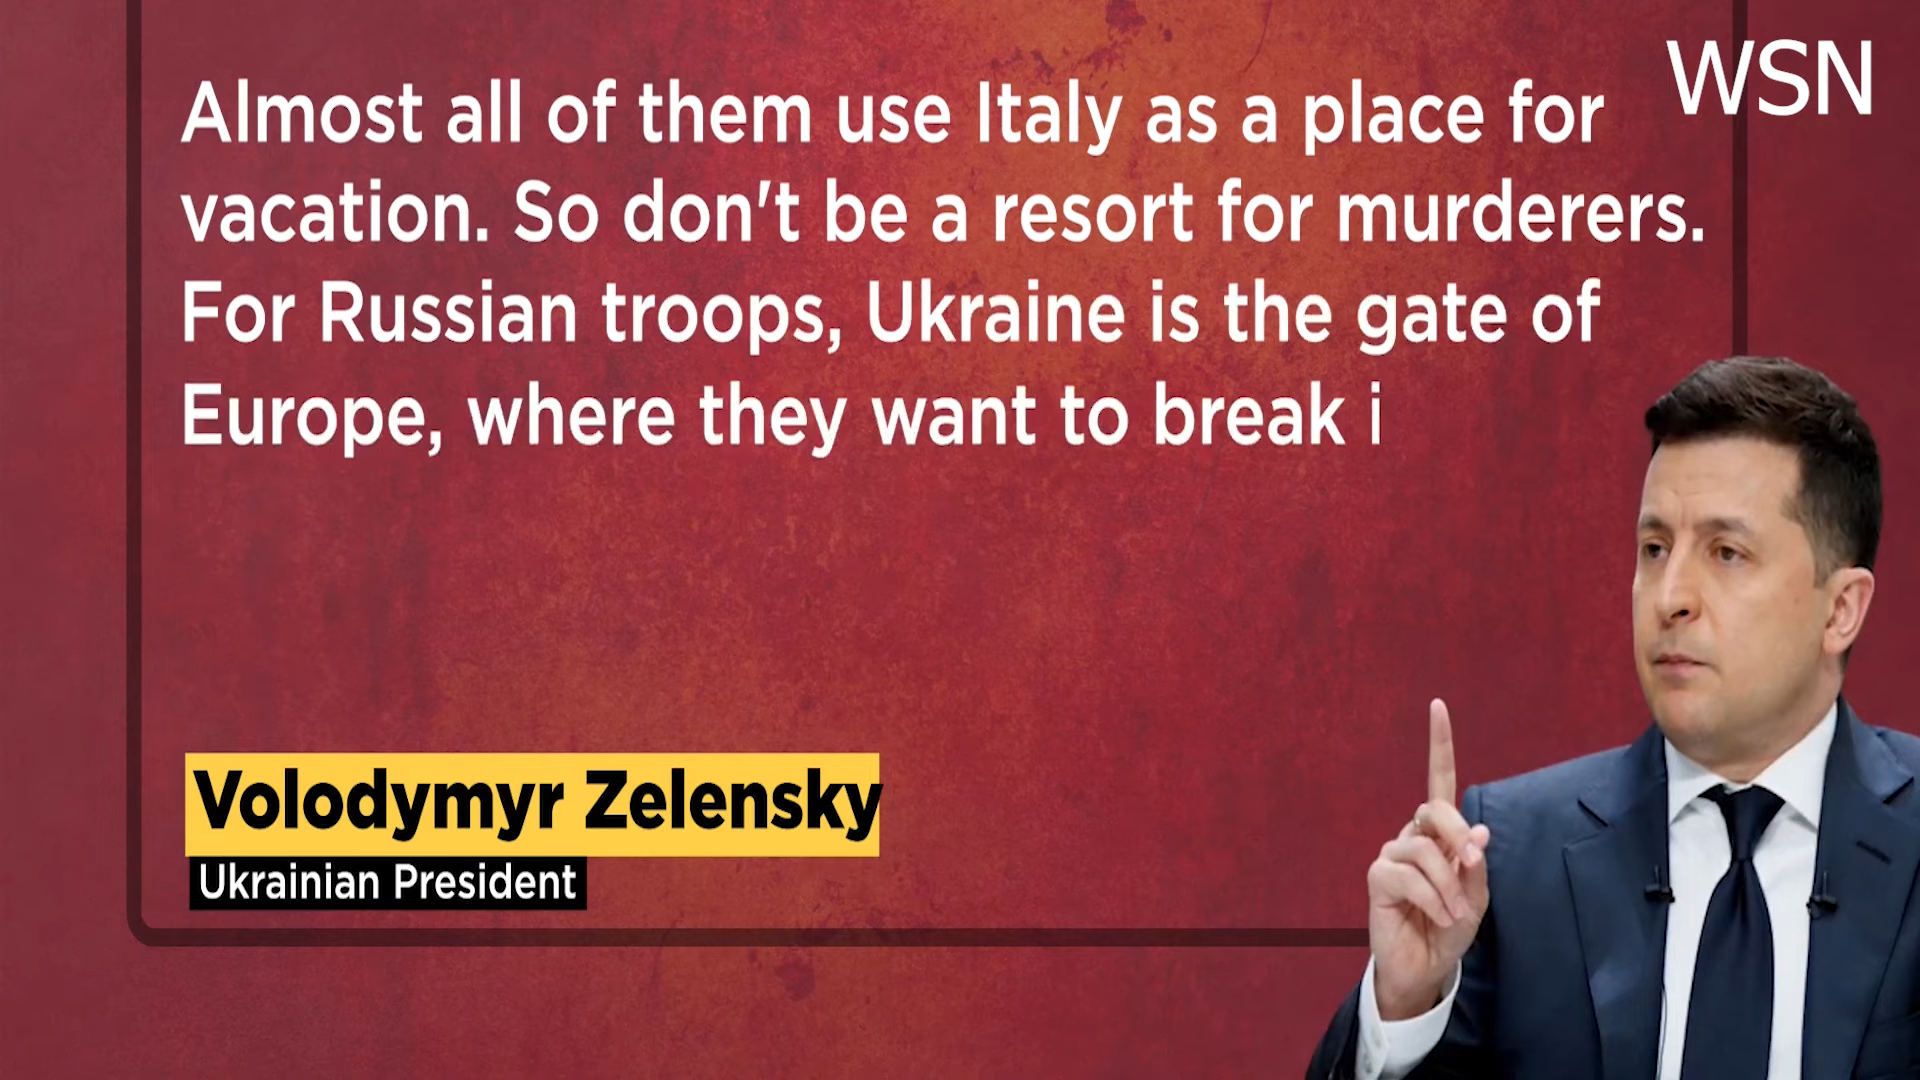 WSN
Almost all of them use Italy as a place for
vacation. So don't be a resort for murderers.
For Russian troops, Ukraine is the gate of
Europe, where they want to break i
Volodymyr Zelensky
Ukrainian President